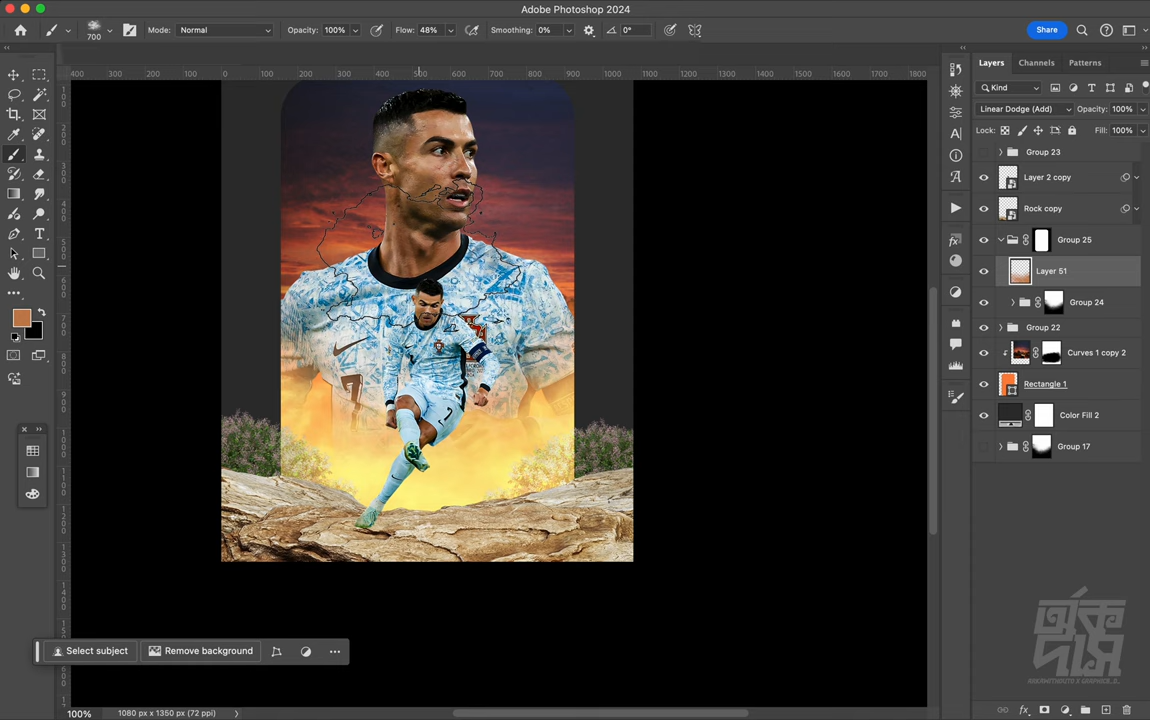 Adobe Photoshop 2024
700
Mode: Normal
Opacity: 100%
Flow: 48%
Smoothing: 0%
0°
Share
400 300 200 100 0 100 200 300 400 500 600 700 800 900 1000 1100 1200 1300 1400 1500 1600 1700 1800
Layers Channels Patterns
Kind
Linear Dodge (Add) Opacity: 100%
Lock: Fill: 100%
Group 23
Layer 2 copy
Rock copy
Group 25
Layer 51
Group 24
Group 22
Curves 1 copy 2
Rectangle 1
Color Fill 2
Group 17
7
Select subject Remove background
100% 1080 px x 1350 px (72 ppi)